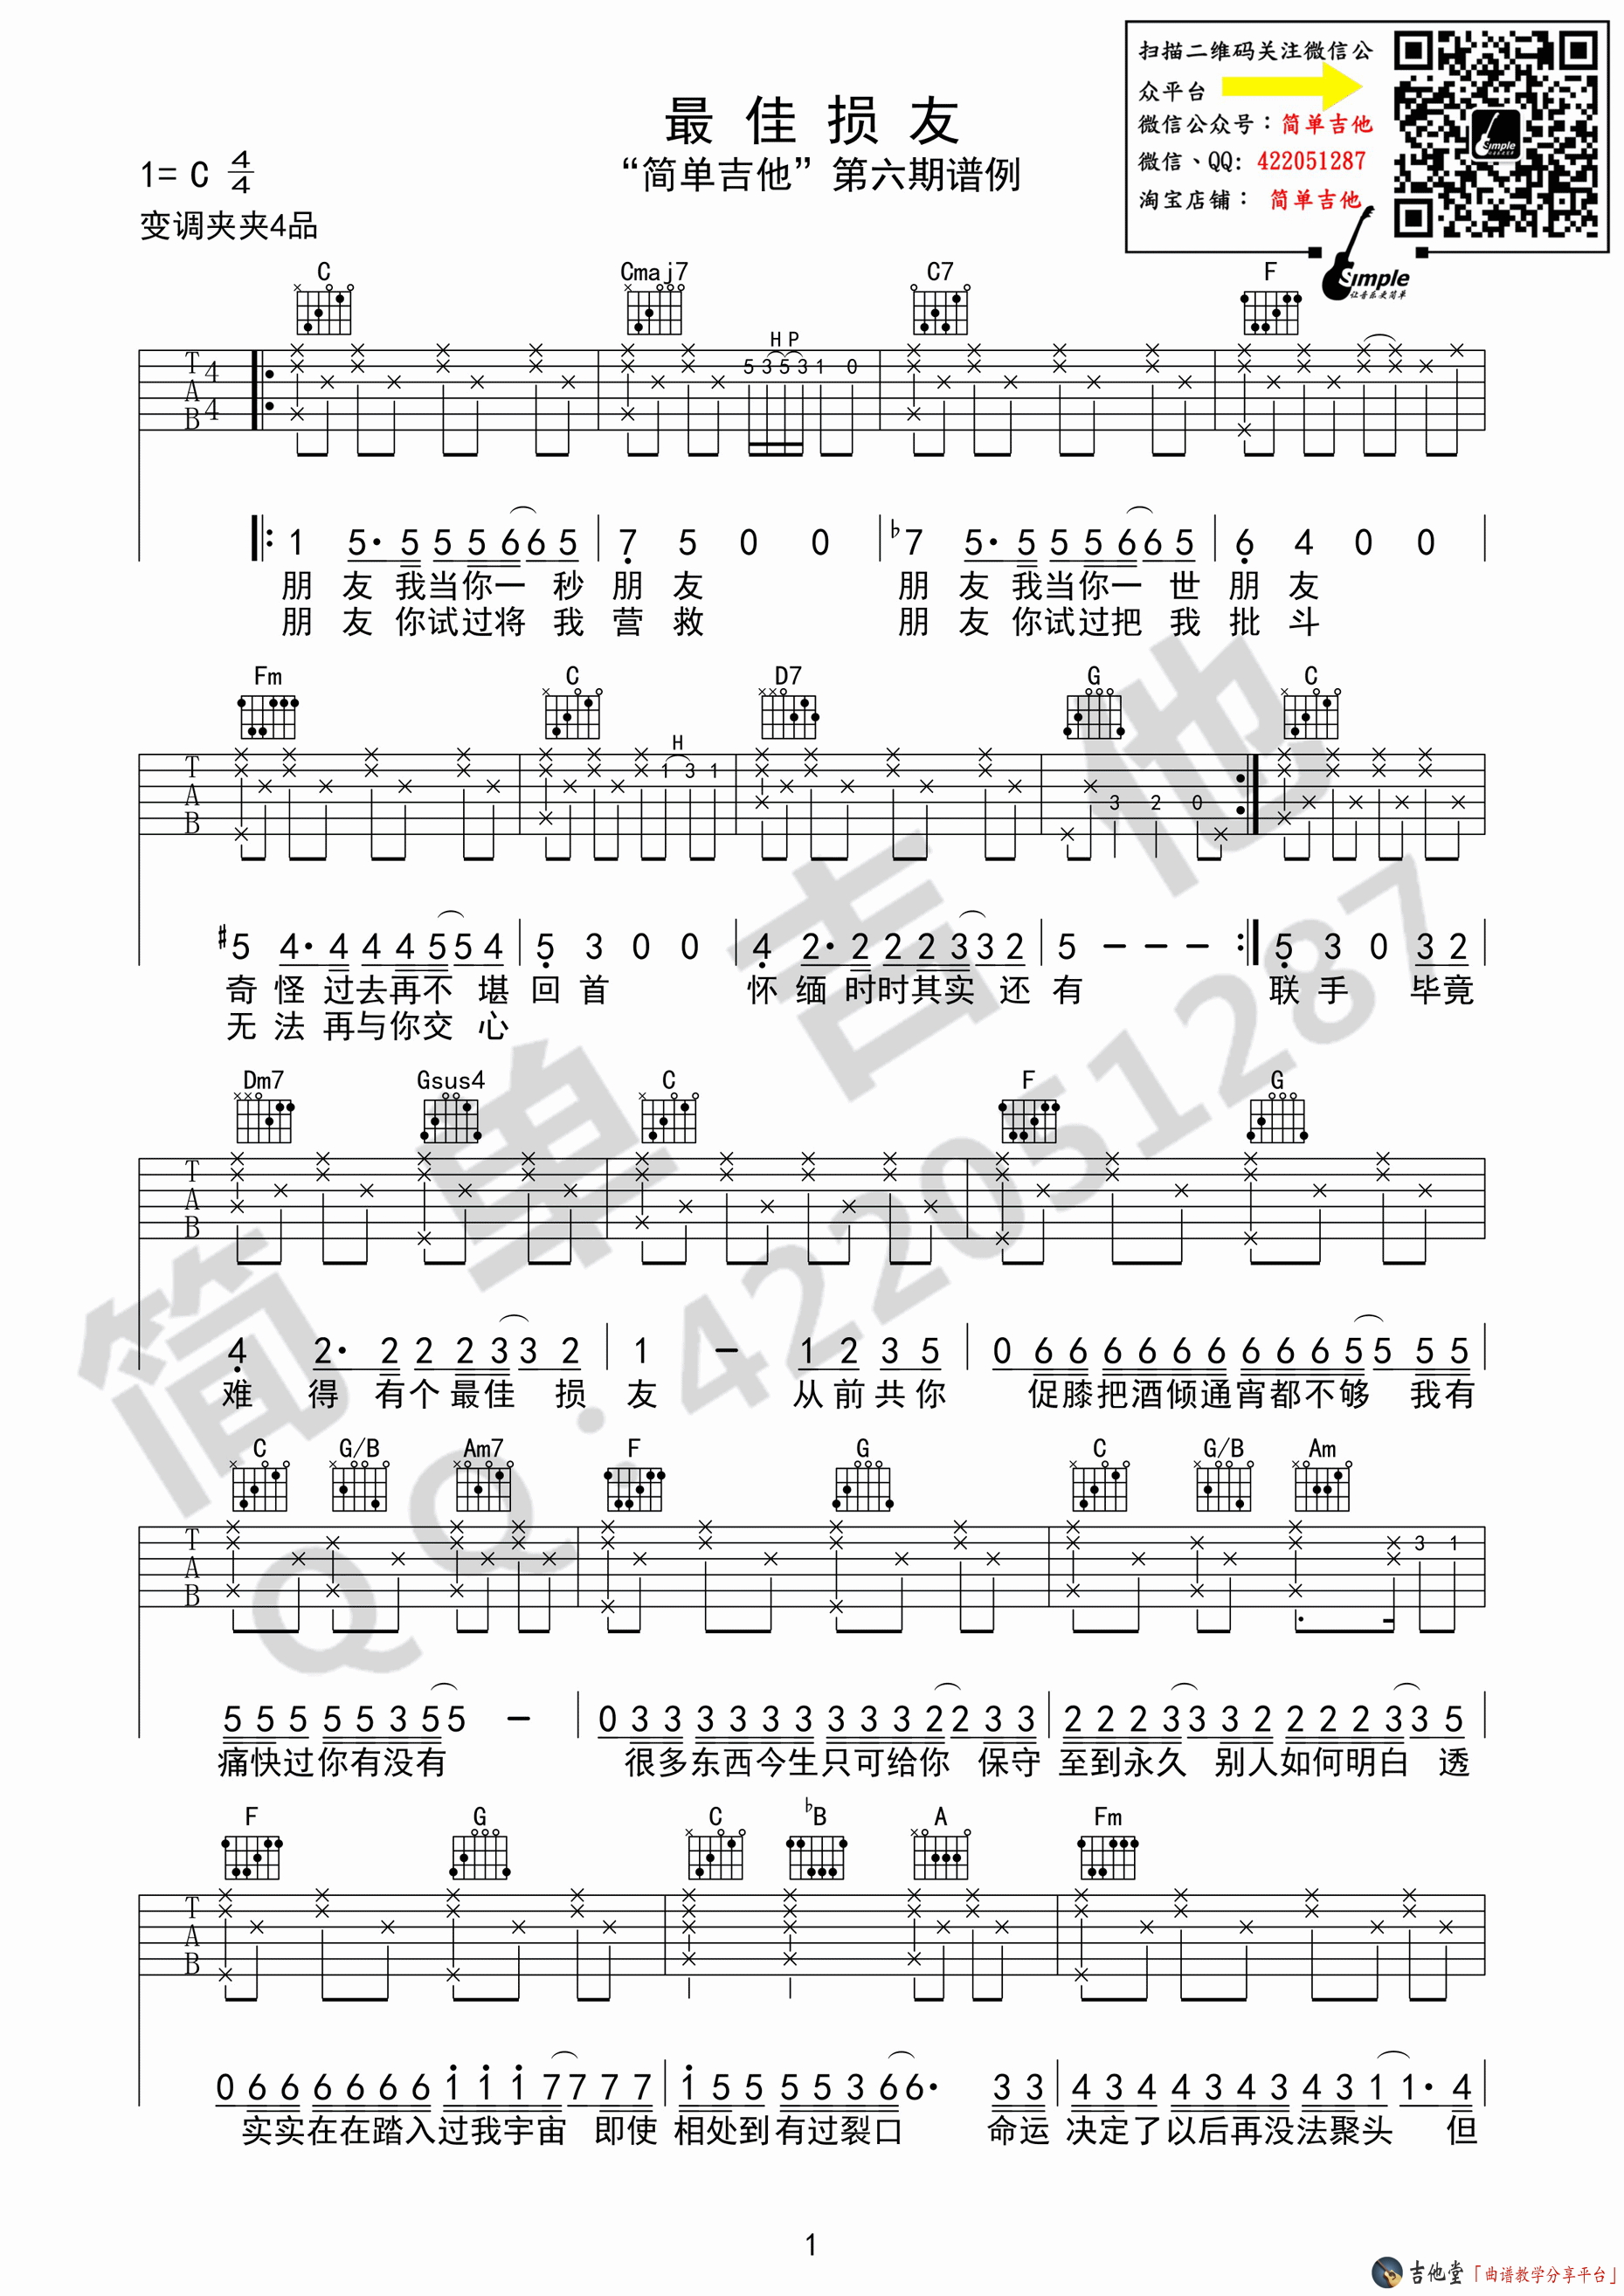 扫描二维码关注微信公
众平台
微信公众号：简单吉他
微信、QQ: 422051287
淘宝店铺： 简单吉他
Simple
让音乐更简单
最佳损友
“简单吉他”第六期谱例
1= C 4/4
变调夹夹4品
C Cmaj7 C7 F
H P
T 4
A
B 4
5 3 5 3 1 0
1 5· 5 5 5 6 6 5 7 5 0 0 ♭7 5· 5 5 5 6 6 5 6 4 0 0
朋 友 我当你一 秒 朋 友 朋 友 我当你一 世 朋 友
朋 友 你试过将 我 营 救 朋 友 你试过把 我 批 斗
Fm C D7 G C
H
T
A
B
1 3 1 3 2 0
♯5 4· 4 4 4 5 5 4 5 3 0 0 4 2· 2 2 2 3 3 2 5 − − − 5 3 0 3 2
奇 怪 过去再不 堪 回 首 怀 缅 时时其实 还 有 联 手 毕竟
无 法 再与你交 心
Dm7 Gsus4 C F G
T
A
B
4 2· 2 2 2 3 3 2 1 − 1 2 3 5 0 6 6 6 6 6 6 6 6 6 5 5 5 5
难 得 有个最佳 损 友 从前共你 促膝把酒倾通宵都不够 我有
C G/B Am7 F G C G/B Am
T
A
B
3 1
5 5 5 5 5 3 5 5 − 0 3 3 3 3 3 3 3 3 3 2 2 3 3 2 2 2 3 3 3 2 2 2 2 3 3 5
痛快过你有没有 很多东西今生只可给你 保守 至到永久 别人如何明白 透
F G C ♭B A Fm
T
A
B
0 6 6 6 6 6 6 1 1 1 7 7 7 7 1 5 5 5 5 3 6 6· 3 3 4 3 4 4 3 4 3 4 3 1 1· 4
实实在在踏入过我宇宙 即使 相处到有过裂口 命运 决定了以后再没法聚头 但
简单吉他
QQ:422051287
1
吉他堂「曲谱教学分享平台」